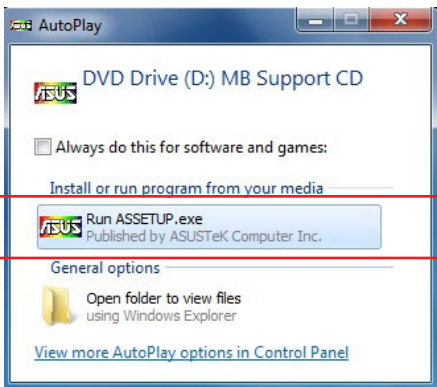 AutoPlay
DVD Drive (D:) MB Support CD
/ISUS
Always do this for software and games:
Install or run program from your media
/ISUS Run ASSETUP.exe
Published by ASUSTeK Computer Inc.
General options
Open folder to view files
using Windows Explorer
View more AutoPlay options in Control Panel